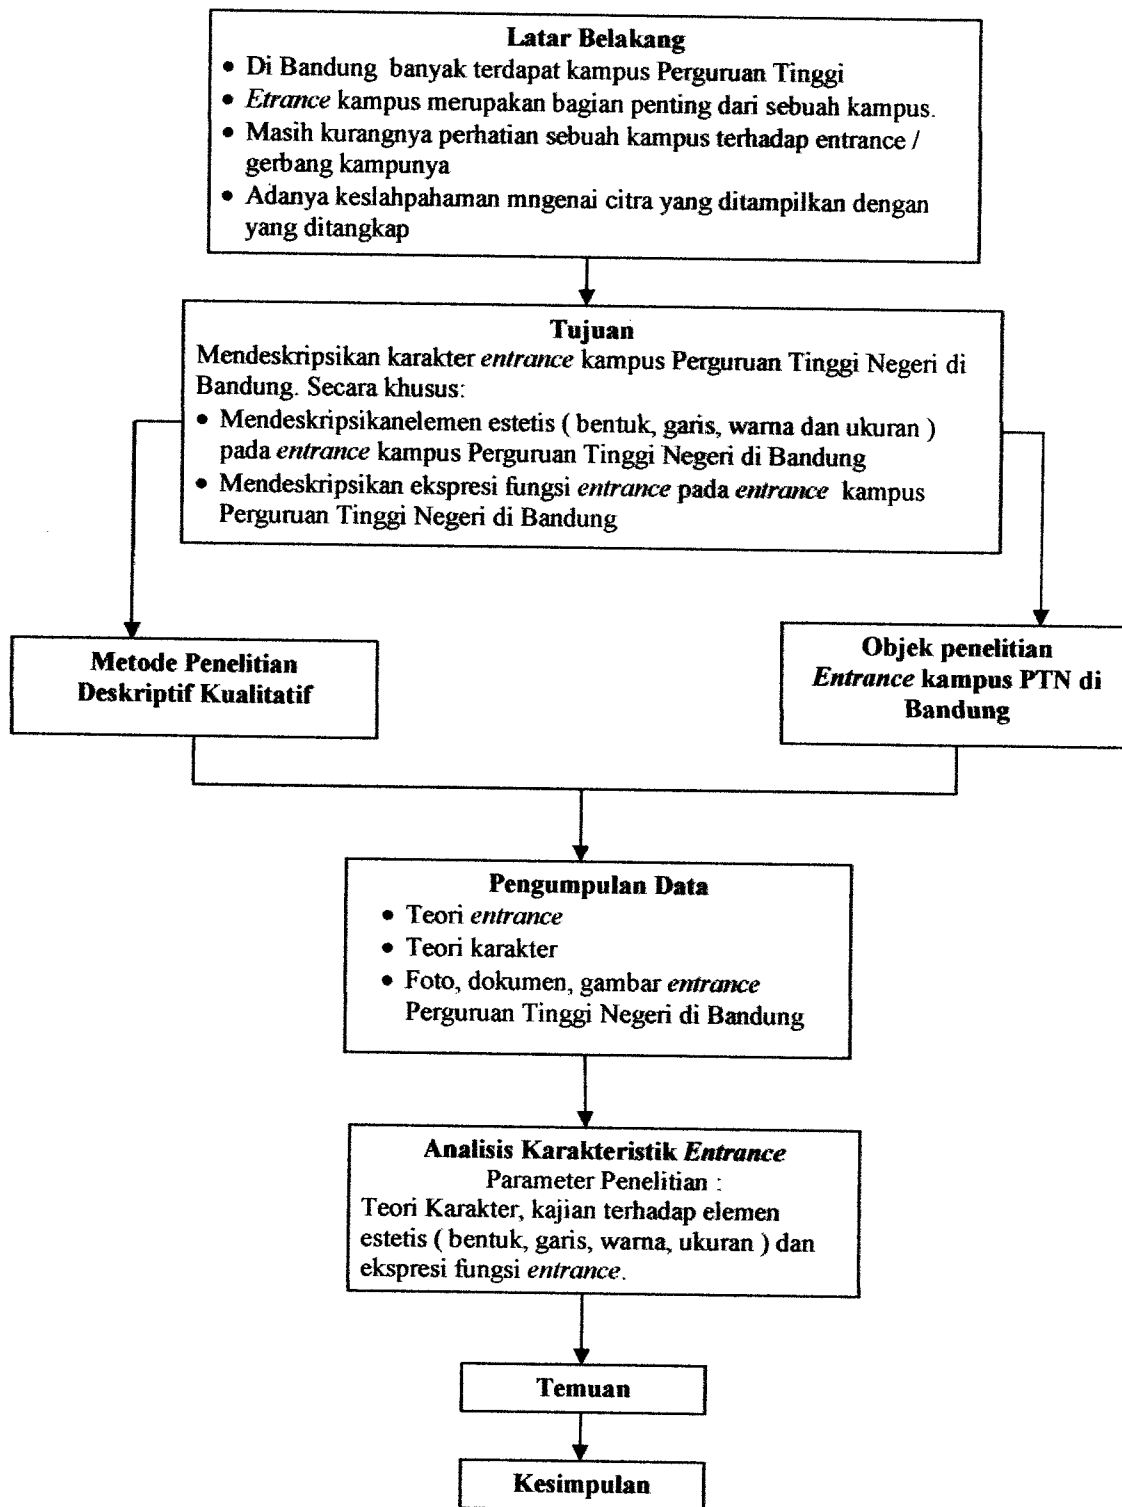 Latar Belakang
• Di Bandung banyak terdapat kampus Perguruan Tinggi
• Etrance kampus merupakan bagian penting dari sebuah kampus.
• Masih kurangnya perhatian sebuah kampus terhadap entrance /
gerbang kampunya
• Adanya keslahpahaman mngenai citra yang ditampilkan dengan
yang ditangkap
Tujuan
Mendeskripsikan karakter entrance kampus Perguruan Tinggi Negeri di
Bandung. Secara khusus:
• Mendeskripsikanelemen estetis ( bentuk, garis, warna dan ukuran )
pada entrance kampus Perguruan Tinggi Negeri di Bandung
• Mendeskripsikan ekspresi fungsi entrance pada entrance kampus
Perguruan Tinggi Negeri di Bandung
Metode Penelitian
Deskriptif Kualitatif
Objek penelitian
Entrance kampus PTN di
Bandung
Pengumpulan Data
• Teori entrance
• Teori karakter
• Foto, dokumen, gambar entrance
Perguruan Tinggi Negeri di Bandung
Analisis Karakteristik Entrance
Parameter Penelitian :
Teori Karakter, kajian terhadap elemen
estetis ( bentuk, garis, warna, ukuran ) dan
ekspresi fungsi entrance.
Temuan
Kesimpulan